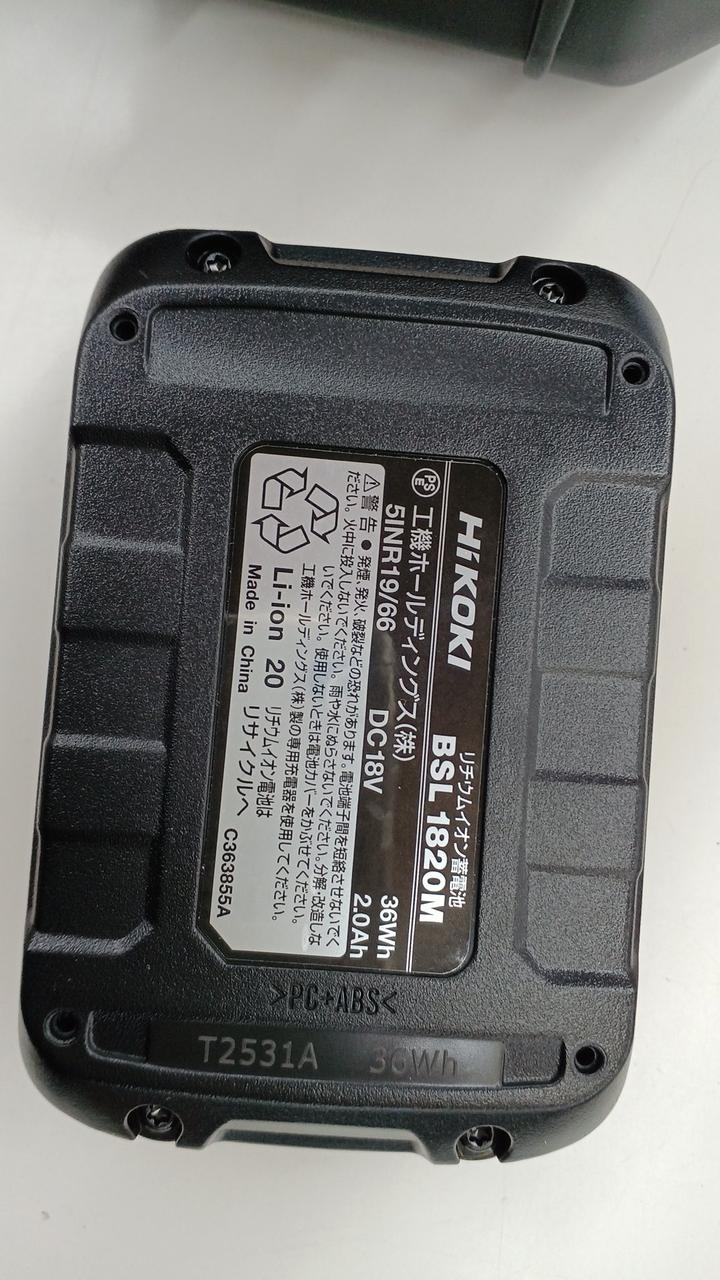 HiKOKI
リチウムイオン蓄電池
BSL 1820M
PSE
工機ホールディングス(株)
5INR19/66 DC18V 36Wh
2.0Ah
⚠警告 ● 発煙、発火、破裂などの恐れがあります。電池端子間を短絡させないでく
ださい。火中に投入しないでください。雨や水にぬらさないでください。分解・改造しな
いでください。使用しないときは電池カバーをかぶせてください。
工機ホールディングス(株)製の専用充電器を使用してください。
Li-ion 20 リチウムイオン電池は
Made in China リサイクルへ C363855A
>PC+ABS<
T2531A 36Wh